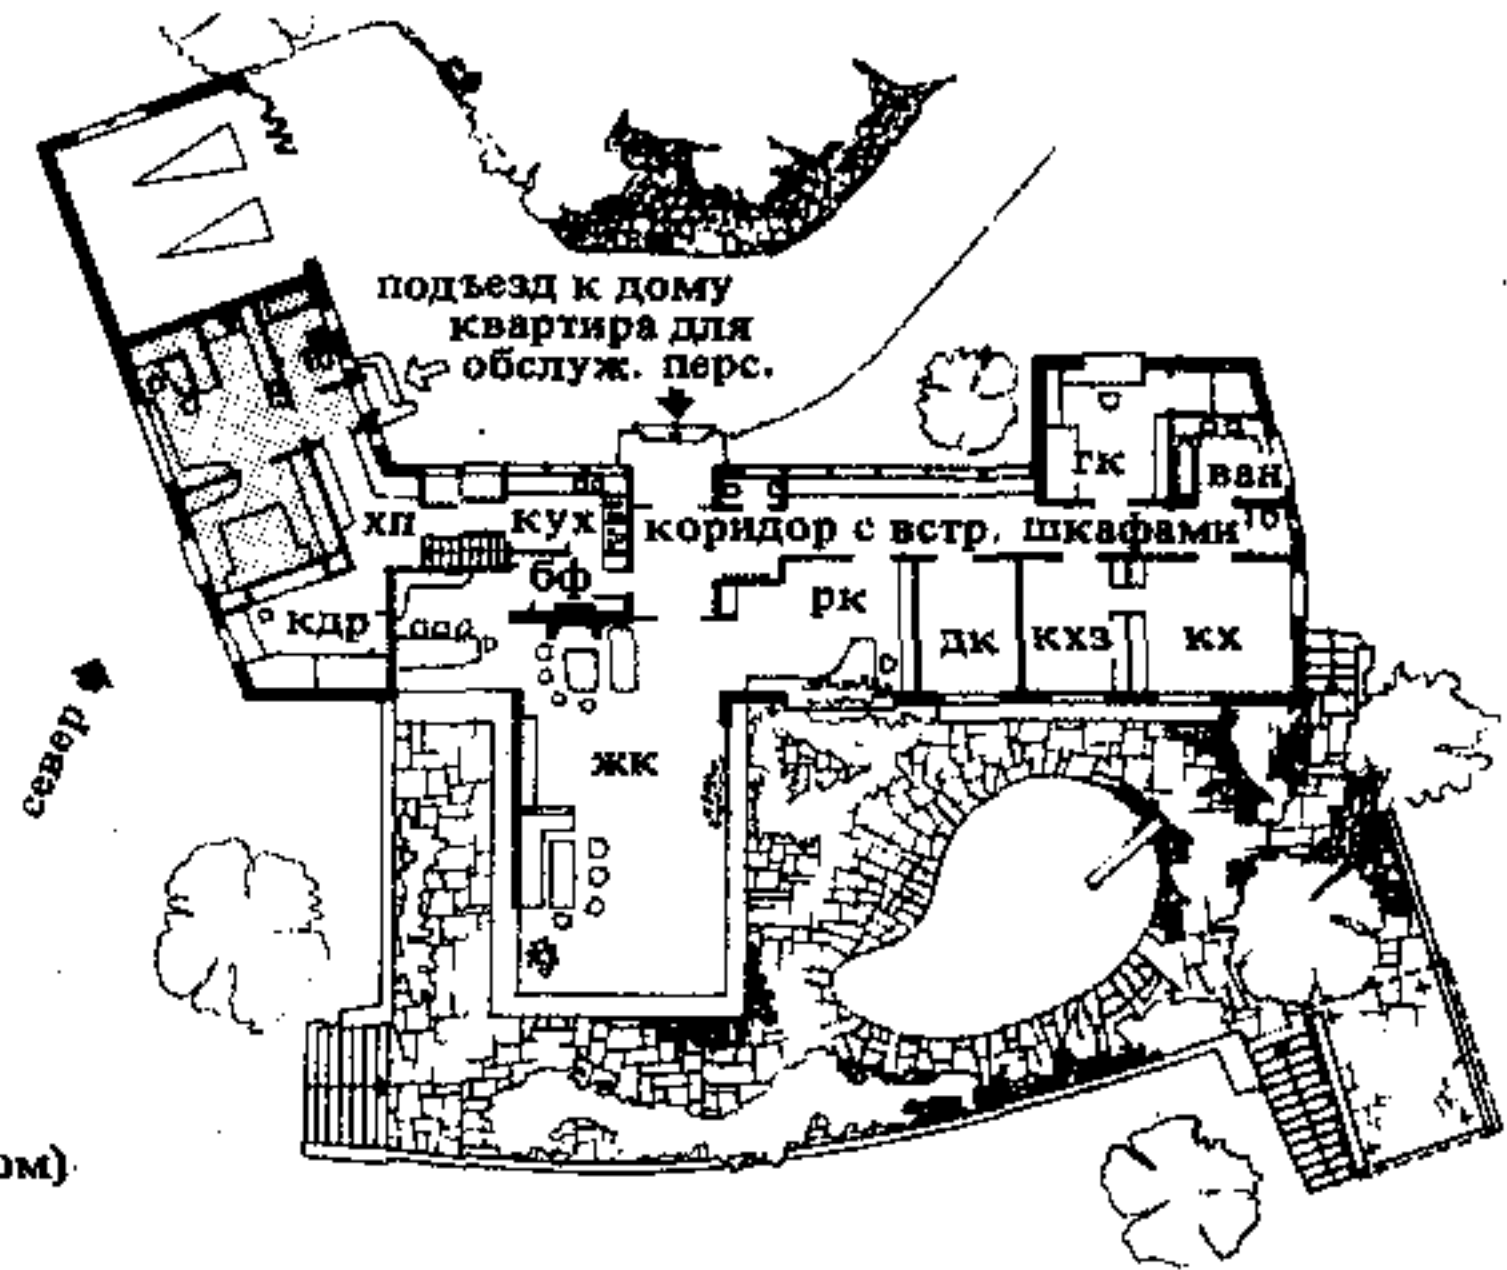 подъезд к дому
квартира для
обслуж. перс.
гк
ван
хп
кух
коридор с встр. шкафами
то
бф
рк
кдр
дк
кхз
кх
север
жк
ом)